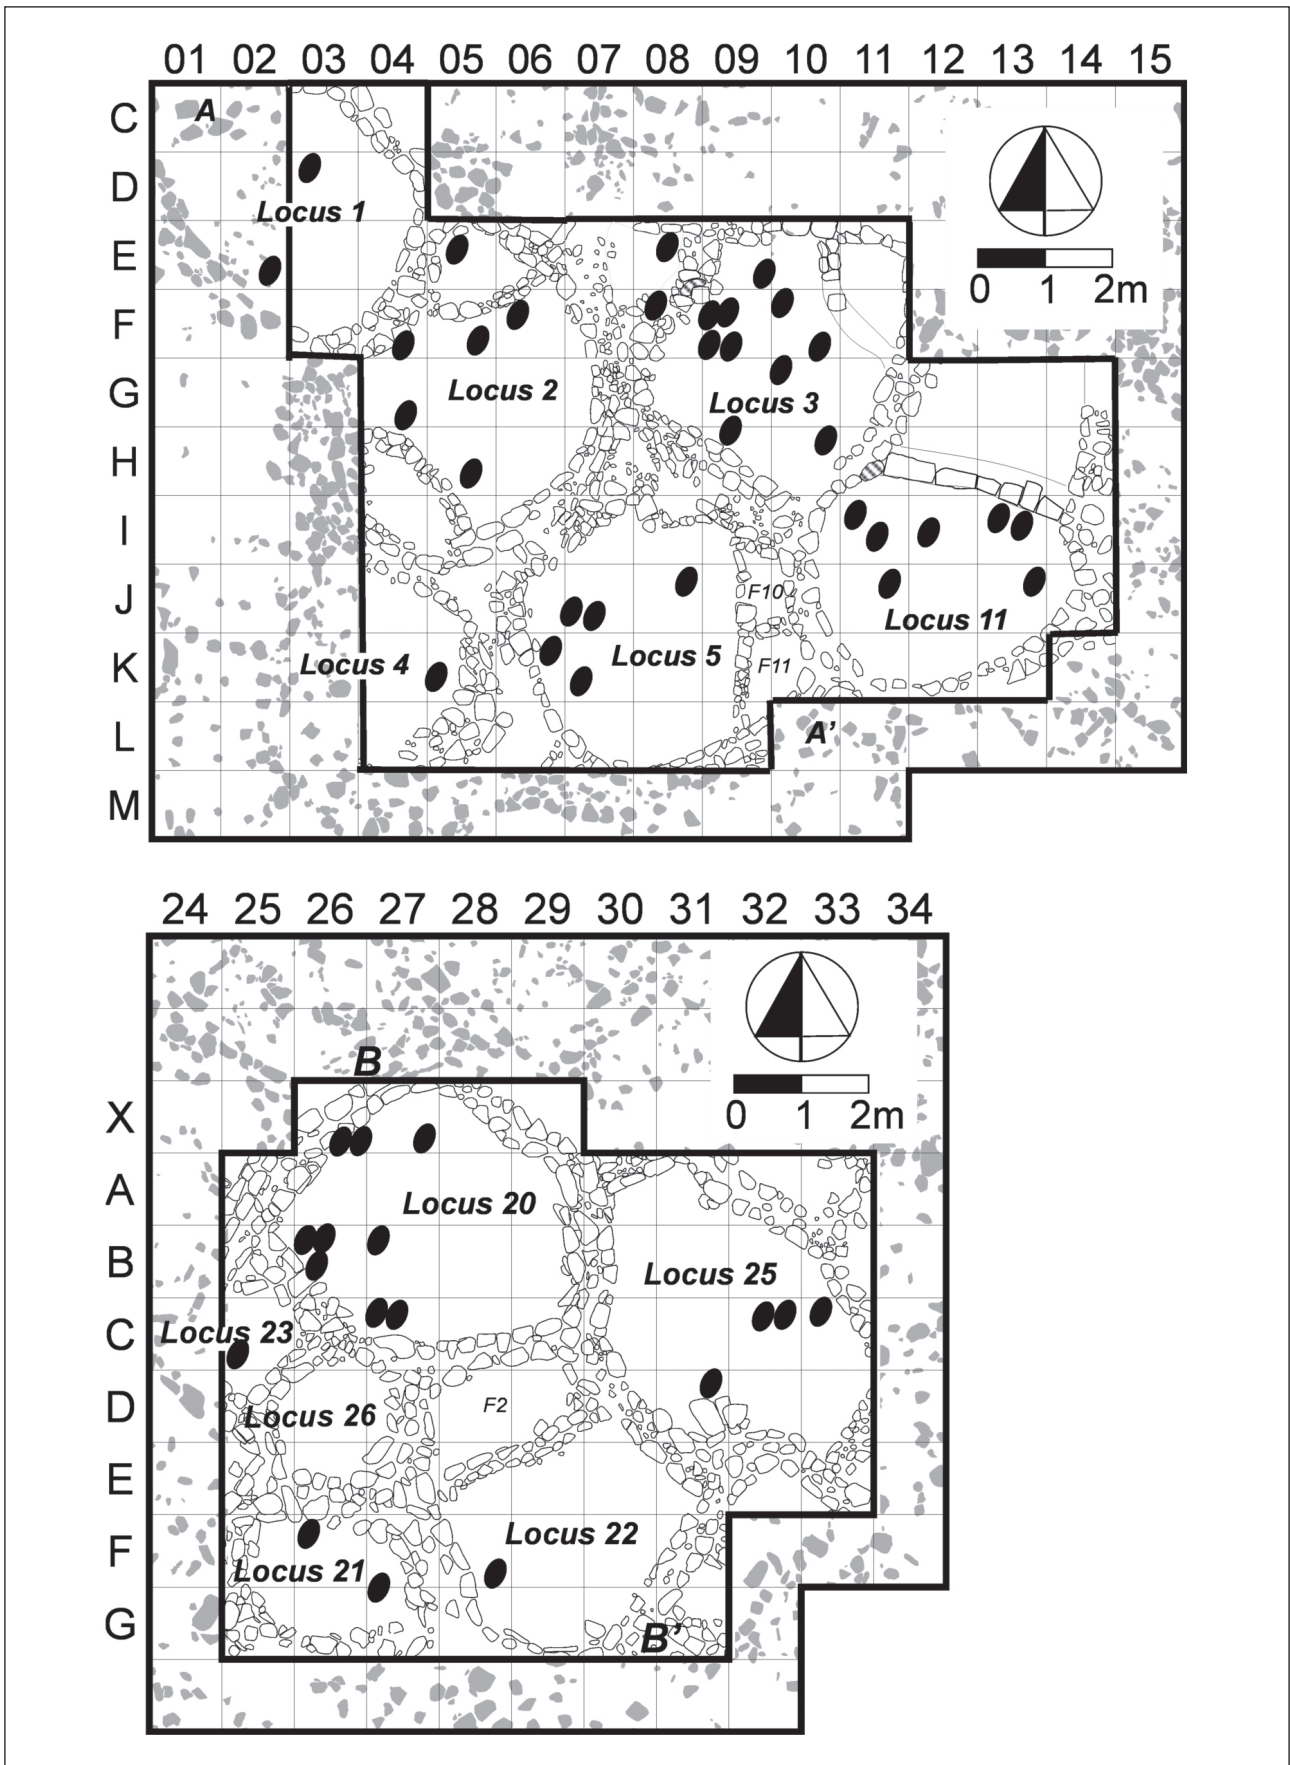 01 02 03 04 05 06 07 08 09 10 11 12 13 14 15
C A
D
Locus 1
E
0 1 2m
F
G Locus 2 Locus 3
H
I
J F10 Locus 11
K Locus 4 Locus 5 F11
L A’
M
24 25 26 27 28 29 30 31 32 33 34
B
X 0 1 2m
A Locus 20
B Locus 25
C Locus 23
D Locus 26 F2
E
F Locus 22
Locus 21
G B’